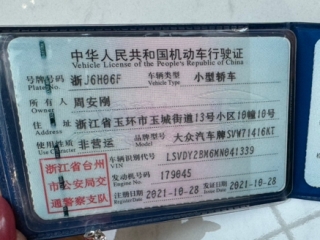 中华人民共和国机动车行驶证
Vehicle License of the People's Republic of China
号牌号码 浙J6H06F 车辆类型 小型轿车
Plate No. Vehicle Type
所有人 周安刚
Owner
住址 浙江省玉环市玉城街道13号小区10幢10号
Address
使用性质 非营运 品牌型号 大众汽车牌SVW71416KT
Use Character Model
浙江省台州市公安局交通警察支队
车辆识别代号 LSVDY2BM6MN041339
VIN
发动机号码 179045
Engine No.
注册日期 2021-10-28 发证日期 2021-10-28
Register Date Issue Date